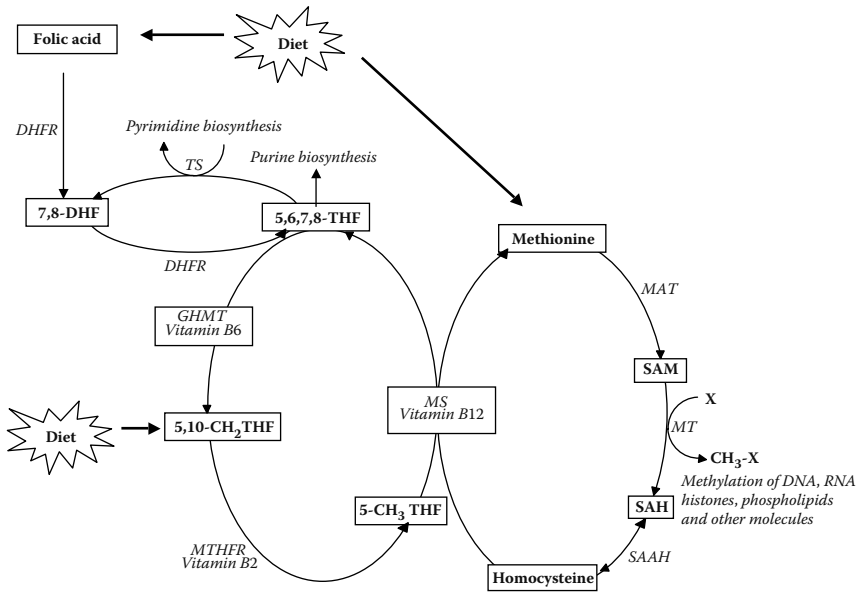 Folic acid
Diet
DHFR
Pyrimidine biosynthesis
TS
Purine biosynthesis
7,8-DHF
5,6,7,8-THF
DHFR
Methionine
MAT
GHMT
Vitamin B6
SAM
MS
Vitamin B12
X
MT
CH₃-X
Methylation of DNA, RNA
histones, phospholipids
and other molecules
Diet
5,10-CH₂THF
5-CH₃ THF
SAH
MTHFR
Vitamin B2
SAAH
Homocysteine